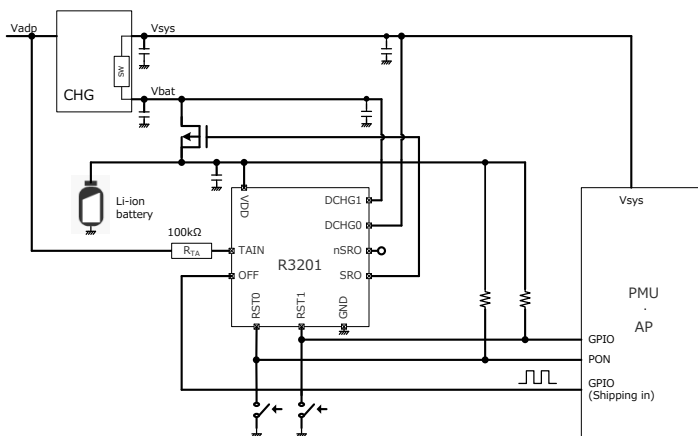 Vadp
Vsys
SW
CHG
Vbat
Li-ion
battery
VDD
DCHG1
DCHG0
Vsys
100kΩ
RTA
TAIN
nSRO
R3201
OFF
SRO
PMU
·
AP
RST0
RST1
GND
GPIO
PON
GPIO
(Shipping in)